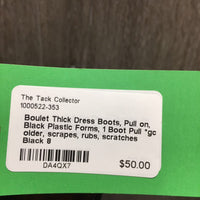 The Tack Collector
1000522-353
Boulet Thick Dress Boots, Pull on,
Black Plastic Forms, 1 Boot Pull *gc
older, scrapes, rubs, scratches
Black 8
DA4QX7
$50.00